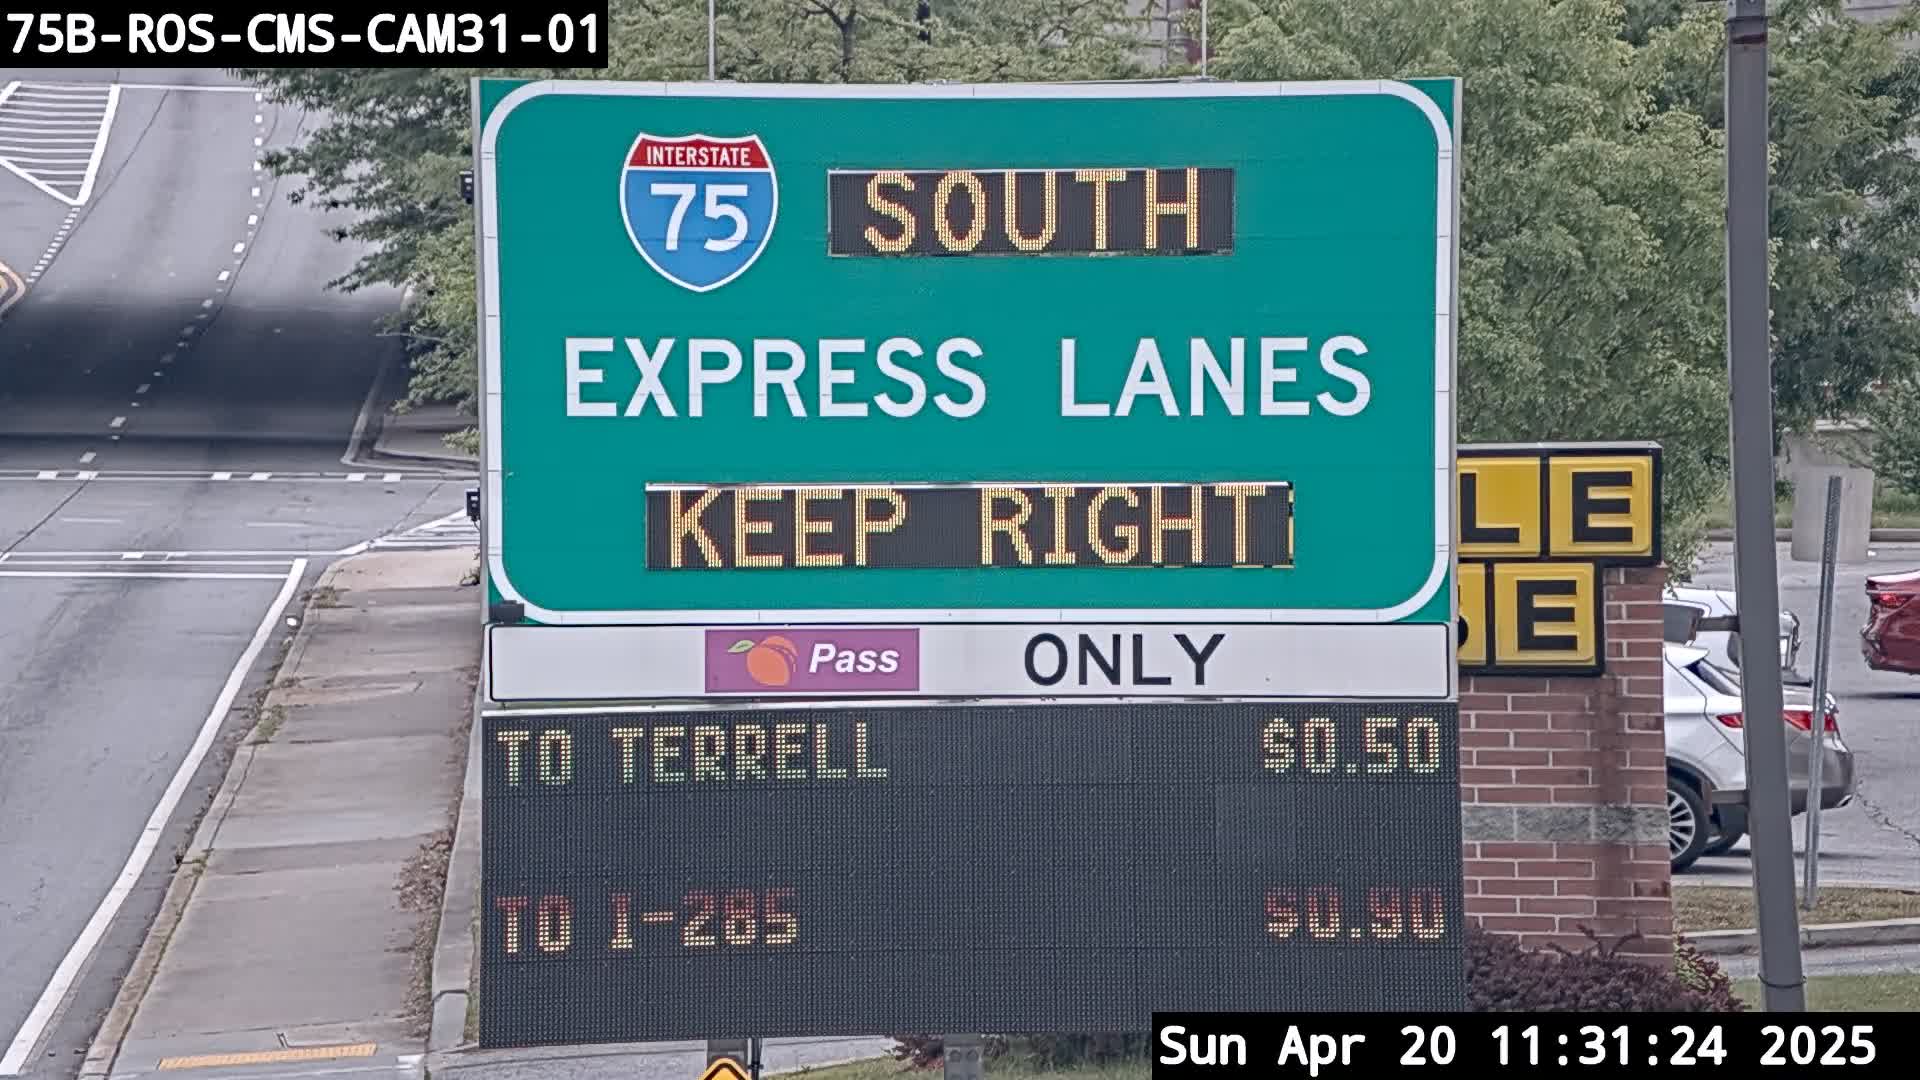 75B-ROS-CMS-CAM31-01
INTERSTATE
75
SOUTH
EXPRESS LANES
KEEP RIGHT
LE
E
Pass ONLY
TO TERRELL $0.50
TO I-285 $0.90
Sun Apr 20 11:31:24 2025